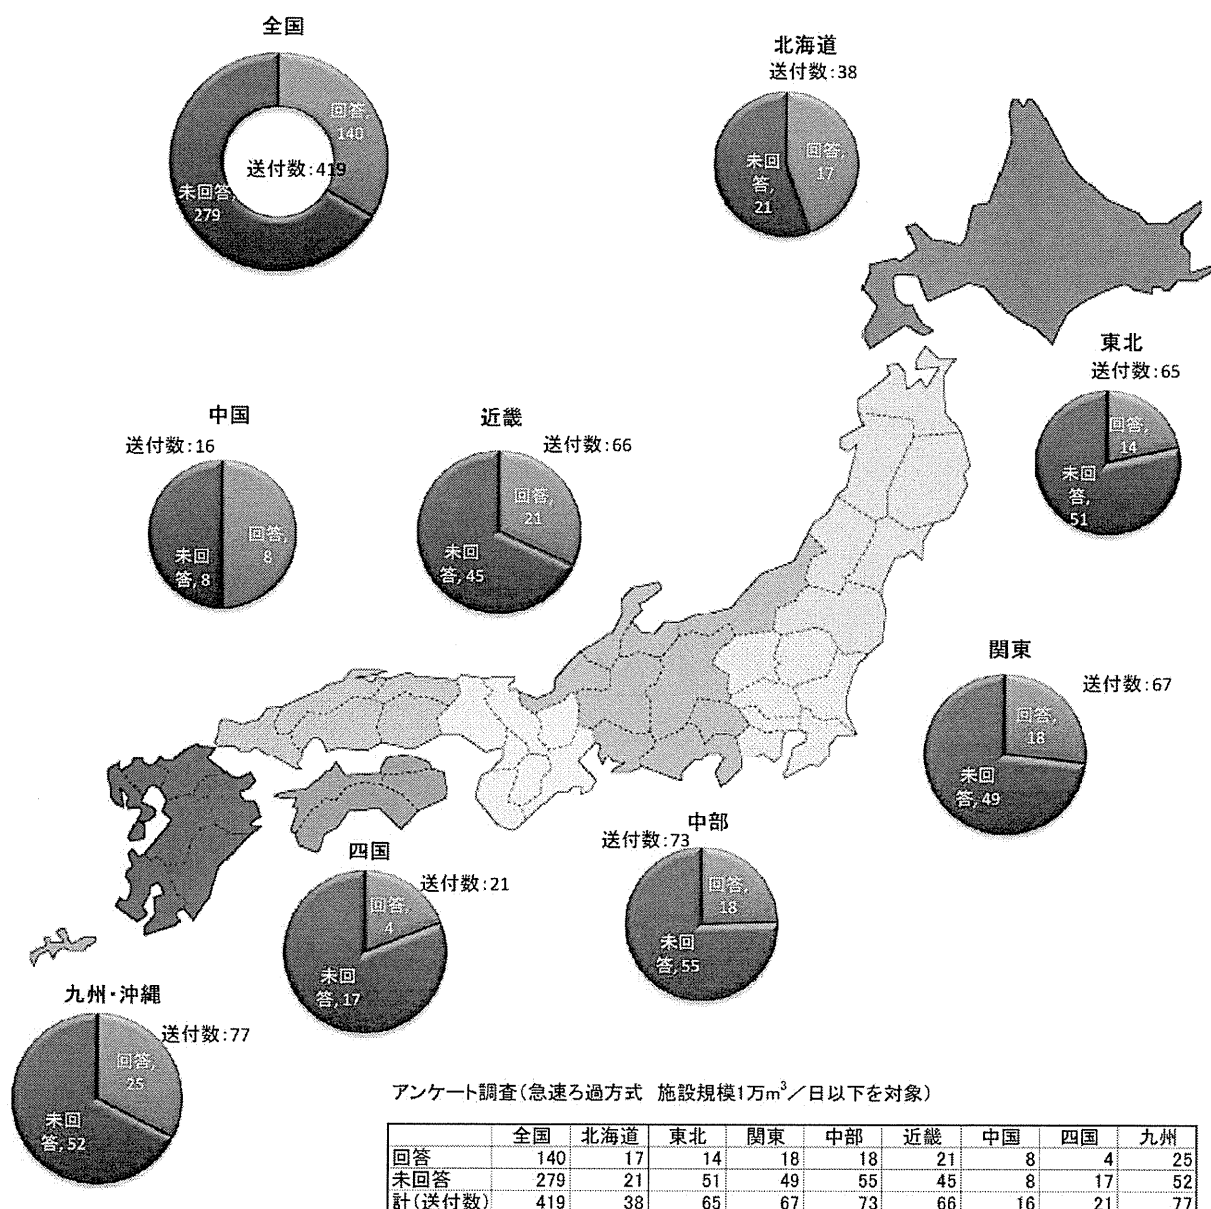 全国
回答,
140
送付数:419
未回答,
279
北海道
送付数:38
回答,
17
未回
答,
21
東北
送付数:65
回答,
14
未回
答,
51
中国
送付数:16
回答,
8
未回
答,8
近畿
送付数:66
回答,
21
未回
答,45
関東
送付数:67
回答,
18
未回
答,49
中部
送付数:73
回答,
18
未回
答,55
四国
送付数:21
回答,
4
未回
答,17
九州・沖縄
送付数:77
回答,
25
未回
答,52
アンケート調査(急速ろ過方式 施設規模1万m³/日以下を対象)
全国 北海道 東北 関東 中部 近畿 中国 四国 九州
回答 140 17 14 18 18 21 8 4 25
未回答 279 21 51 49 55 45 8 17 52
計(送付数) 419 38 65 67 73 66 16 21 77